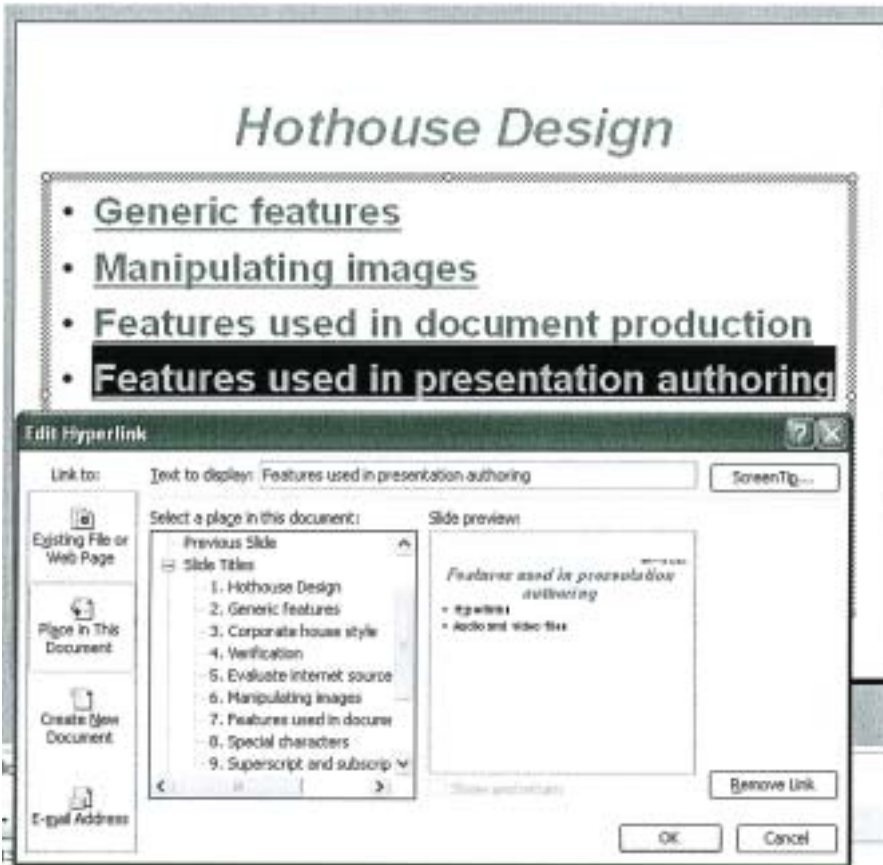 Hothouse Design
• Generic features
• Manipulating images
• Features used in document production
• Features used in presentation authoring
Edit Hyperlink
Link to:
Text to display: Features used in presentation authoring
ScreenTip...
Existing File or
Web Page
Place in This
Document
Create New
Document
E-mail Address
Select a place in this document:
Previous Slide
Slide Titles
1. Hothouse Design
2. Generic features
3. Corporate house style
4. Verification
5. Evaluate internet source
6. Manipulating images
7. Features used in docume
8. Special characters
9. Superscript and subscrip
Slide preview:
Features used in presentation
authoring
• Hyperlinks
• Audio and video files
Show and return
Remove Link
OK
Cancel